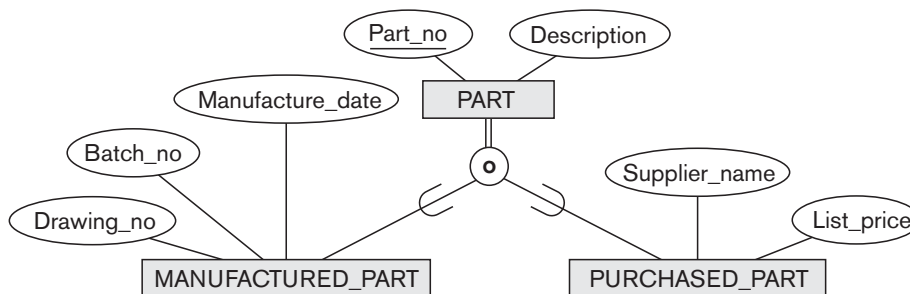 Part_no
Description
Manufacture_date
PART
Batch_no
o
Supplier_name
Drawing_no
List_price
MANUFACTURED_PART
PURCHASED_PART